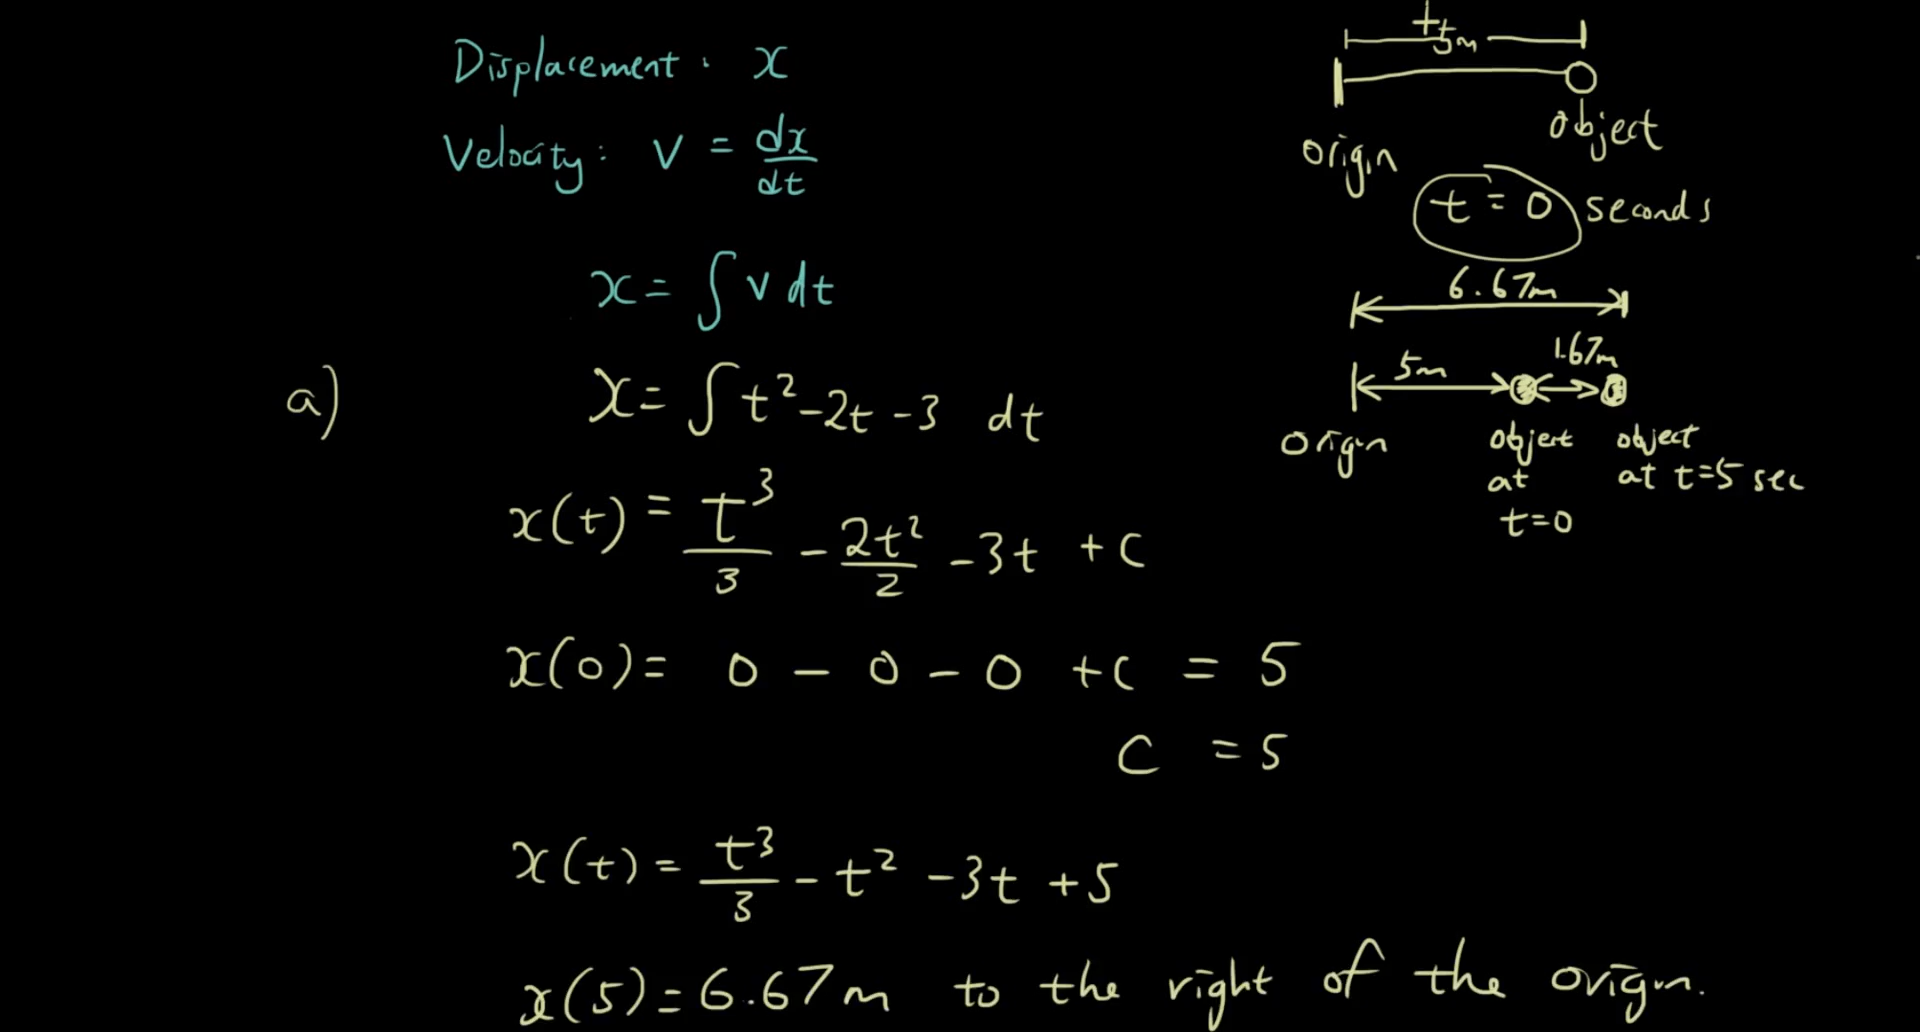 Displacement: x
Velocity: v = dx/dt
x = ∫ v dt
a) x = ∫ t² - 2t - 3 dt
x(t) = t³/3 - 2t²/2 - 3t + C
x(0) = 0 - 0 - 0 + C = 5
C = 5
x(t) = t³/3 - t² - 3t + 5
x(5) = 6.67m to the right of the origin.
+5m
origin
object
t = 0 seconds
6.67m
5m
1.67m
origin
object at t=0
object at t=5 sec